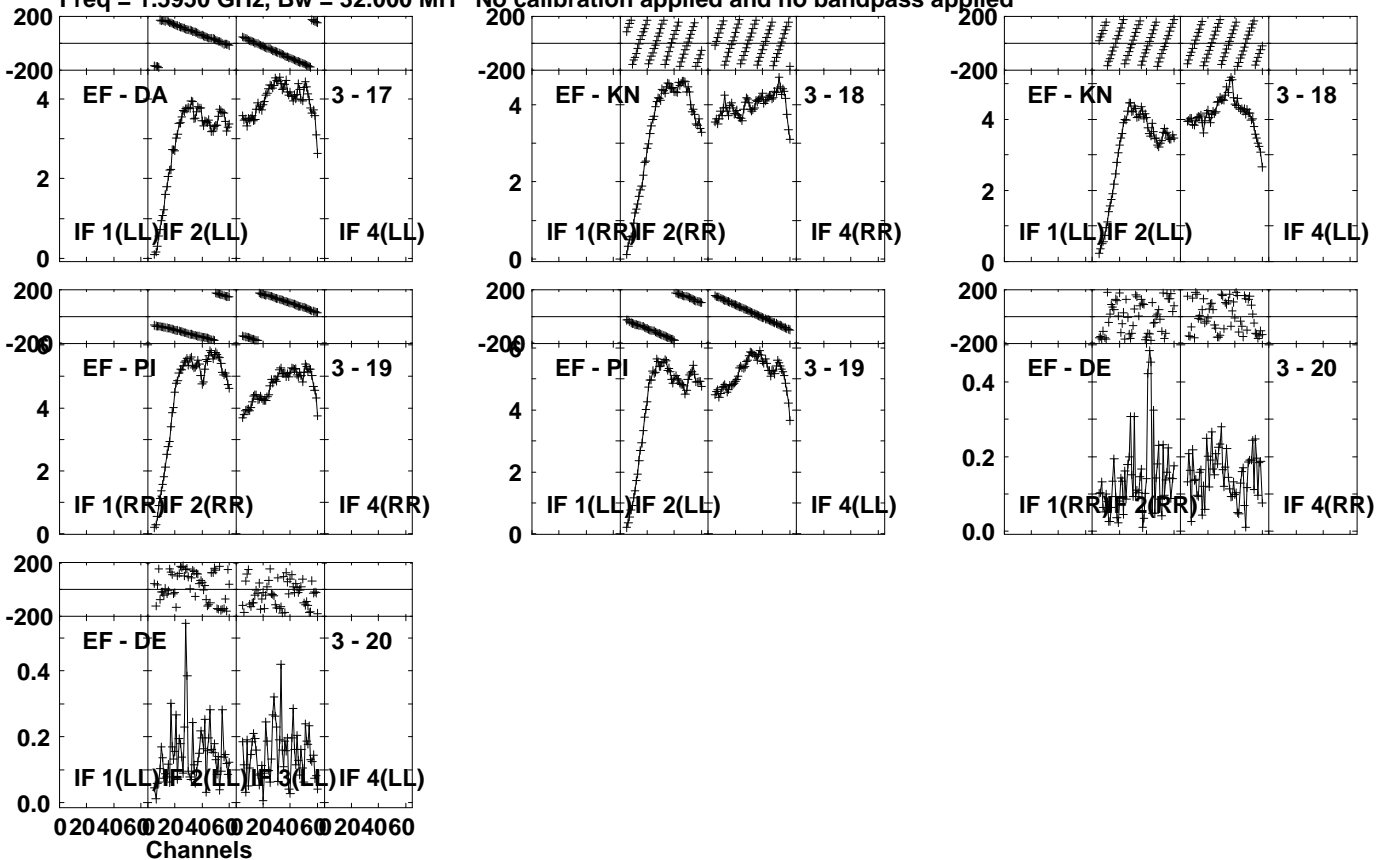 Freq = 1.5950 GHz, Bw = 32.000 MH No calibration applied and no bandpass applied
200
-200
EF - DA
3 - 17
4
2
0
IF 1(LL)
IF 2(LL)
IF 4(LL)
200
-200
EF - KN
3 - 18
4
2
0
IF 1(RR)
IF 2(RR)
IF 4(RR)
200
-200
EF - KN
3 - 18
4
2
0
IF 1(LL)
IF 2(LL)
IF 4(LL)
200
-200
6
EF - PI
3 - 19
4
2
0
IF 1(RR)
IF 2(RR)
IF 4(RR)
200
-200
6
EF - PI
3 - 19
4
2
0
IF 1(LL)
IF 2(LL)
IF 4(LL)
200
-200
EF - DE
3 - 20
0.4
0.2
0.0
IF 1(RR)
IF 2(RR)
IF 4(RR)
200
-200
EF - DE
3 - 20
0.4
0.2
0.0
IF 1(LL)
IF 2(LL)
IF 3(LL)
IF 4(LL)
0 20 40 60 0 20 40 60 0 20 40 60 0 20 40 60
Channels